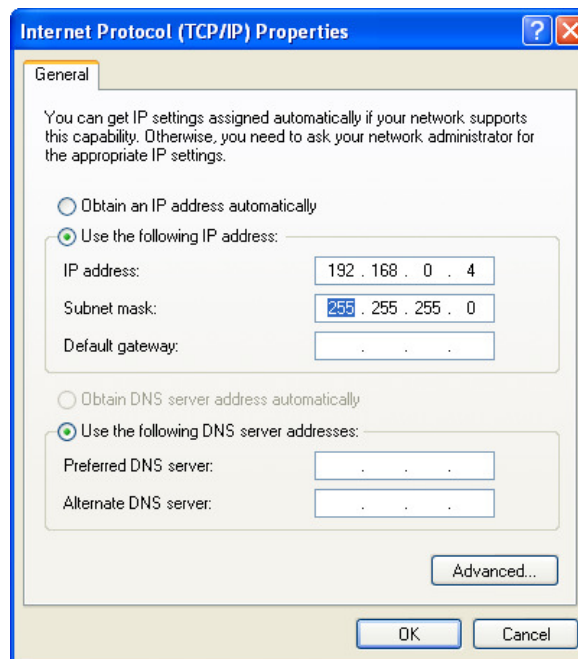 Internet Protocol (TCP/IP) Properties
General
You can get IP settings assigned automatically if your network supports
this capability. Otherwise, you need to ask your network administrator for
the appropriate IP settings.
Obtain an IP address automatically
Use the following IP address:
IP address: 192 . 168 . 0 . 4
Subnet mask: 255 . 255 . 255 . 0
Default gateway: . . .
Obtain DNS server address automatically
Use the following DNS server addresses:
Preferred DNS server: . . .
Alternate DNS server: . . .
Advanced...
OK Cancel